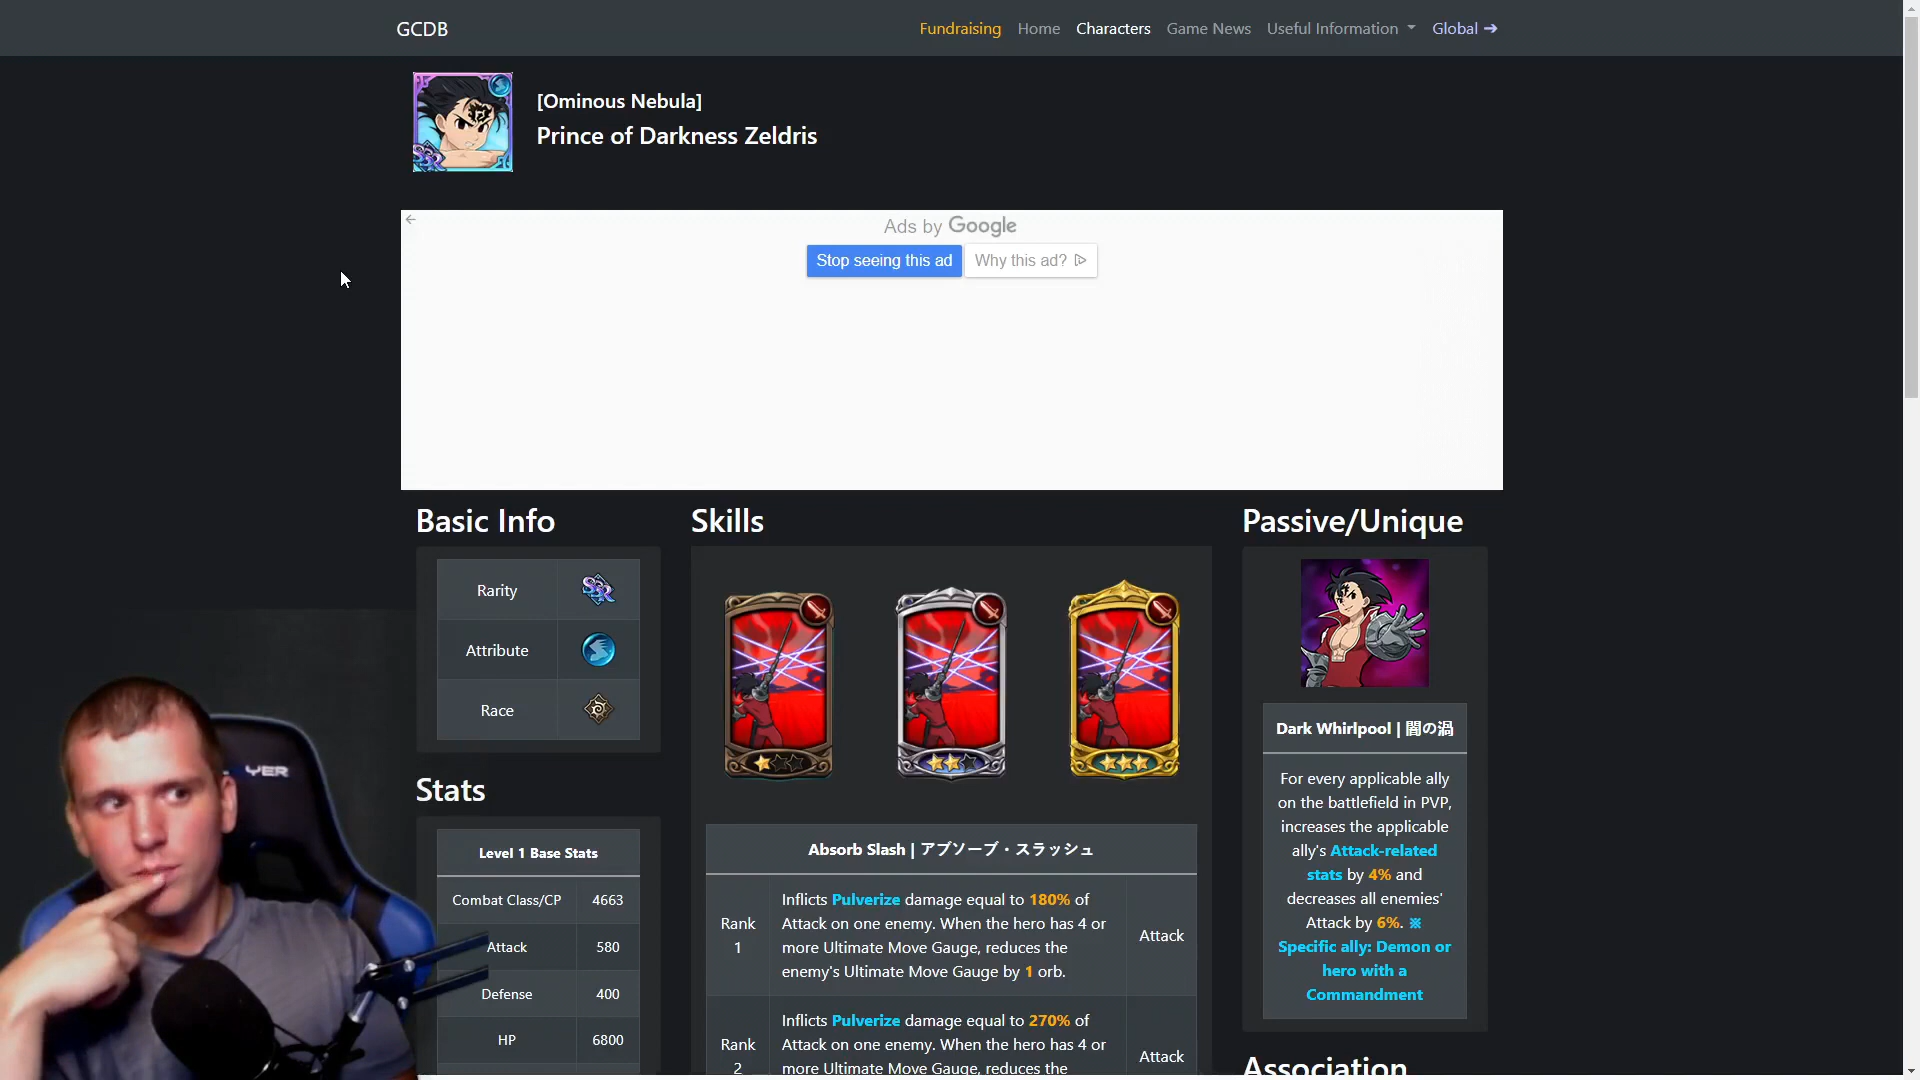 GCDB
Fundraising
Home
Characters
Game News
Useful Information
Global ➔
[Ominous Nebula]
Prince of Darkness Zeldris
Ads by Google
Stop seeing this ad
Why this ad?
Basic Info
Rarity
Attribute
Race
Stats
Level 1 Base Stats
Combat Class/CP 4663
Attack 580
Defense 400
HP 6800
Skills
Absorb Slash | アブソーブ・スラッシュ
Rank
1
Inflicts Pulverize damage equal to 180% of
Attack on one enemy. When the hero has 4 or
more Ultimate Move Gauge, reduces the
enemy's Ultimate Move Gauge by 1 orb.
Attack
Rank
2
Inflicts Pulverize damage equal to 270% of
Attack on one enemy. When the hero has 4 or
more Ultimate Move Gauge, reduces the
Attack
Passive/Unique
Dark Whirlpool | 闇の渦
For every applicable ally
on the battlefield in PVP,
increases the applicable
ally's Attack-related
stats by 4% and
decreases all enemies'
Attack by 6%. ※
Specific ally: Demon or
hero with a
Commandment
Association
YER